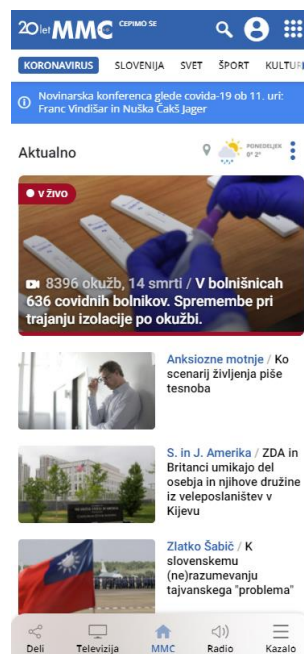 20 let MMC CEPIMO SE
KORONAVIRUS SLOVENIJA SVET ŠPORT KULTUR
Novinarska konferenca glede covida-19 ob 11. uri:
Franc Vindišar in Nuška Čakš Jager
Aktualno
PONEDELJEK
0° 2°
V ŽIVO
8396 okužb, 14 smrti / V bolnišnicah
636 covidnih bolnikov. Spremembe pri
trajanju izolacije po okužbi.
Anksiozne motnje / Ko
scenarij življenja piše
tesnoba
S. in J. Amerika / ZDA in
Britanci umikajo del
osebja in njihove družine
iz veleposlaništev v
Kijevu
Zlatko Šabič / K
slovenskemu
(ne)razumevanju
tajvanskega "problema"
Deli Televizija MMC Radio Kazalo